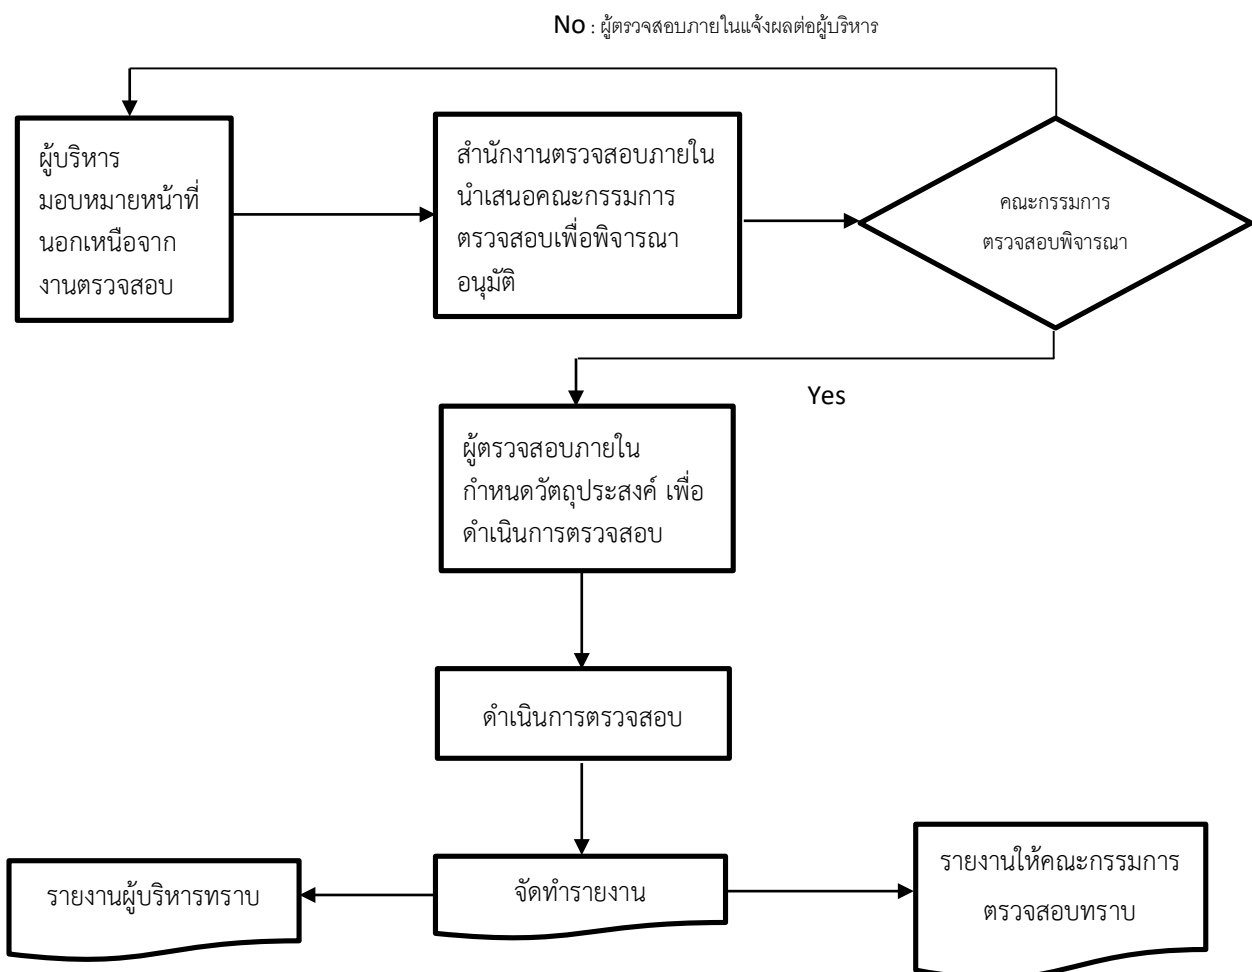 No : ผู้ตรวจสอบภายในแจ้งผลต่อผู้บริหาร
ผู้บริหาร
มอบหมายหน้าที่
นอกเหนือจาก
งานตรวจสอบ
สำนักงานตรวจสอบภายใน
นำเสนอคณะกรรมการ
ตรวจสอบเพื่อพิจารณา
อนุมัติ
คณะกรรมการ
ตรวจสอบพิจารณา
Yes
ผู้ตรวจสอบภายใน
กำหนดวัตถุประสงค์ เพื่อ
ดำเนินการตรวจสอบ
ดำเนินการตรวจสอบ
รายงานผู้บริหารทราบ
จัดทำรายงาน
รายงานให้คณะกรรมการ
ตรวจสอบทราบ